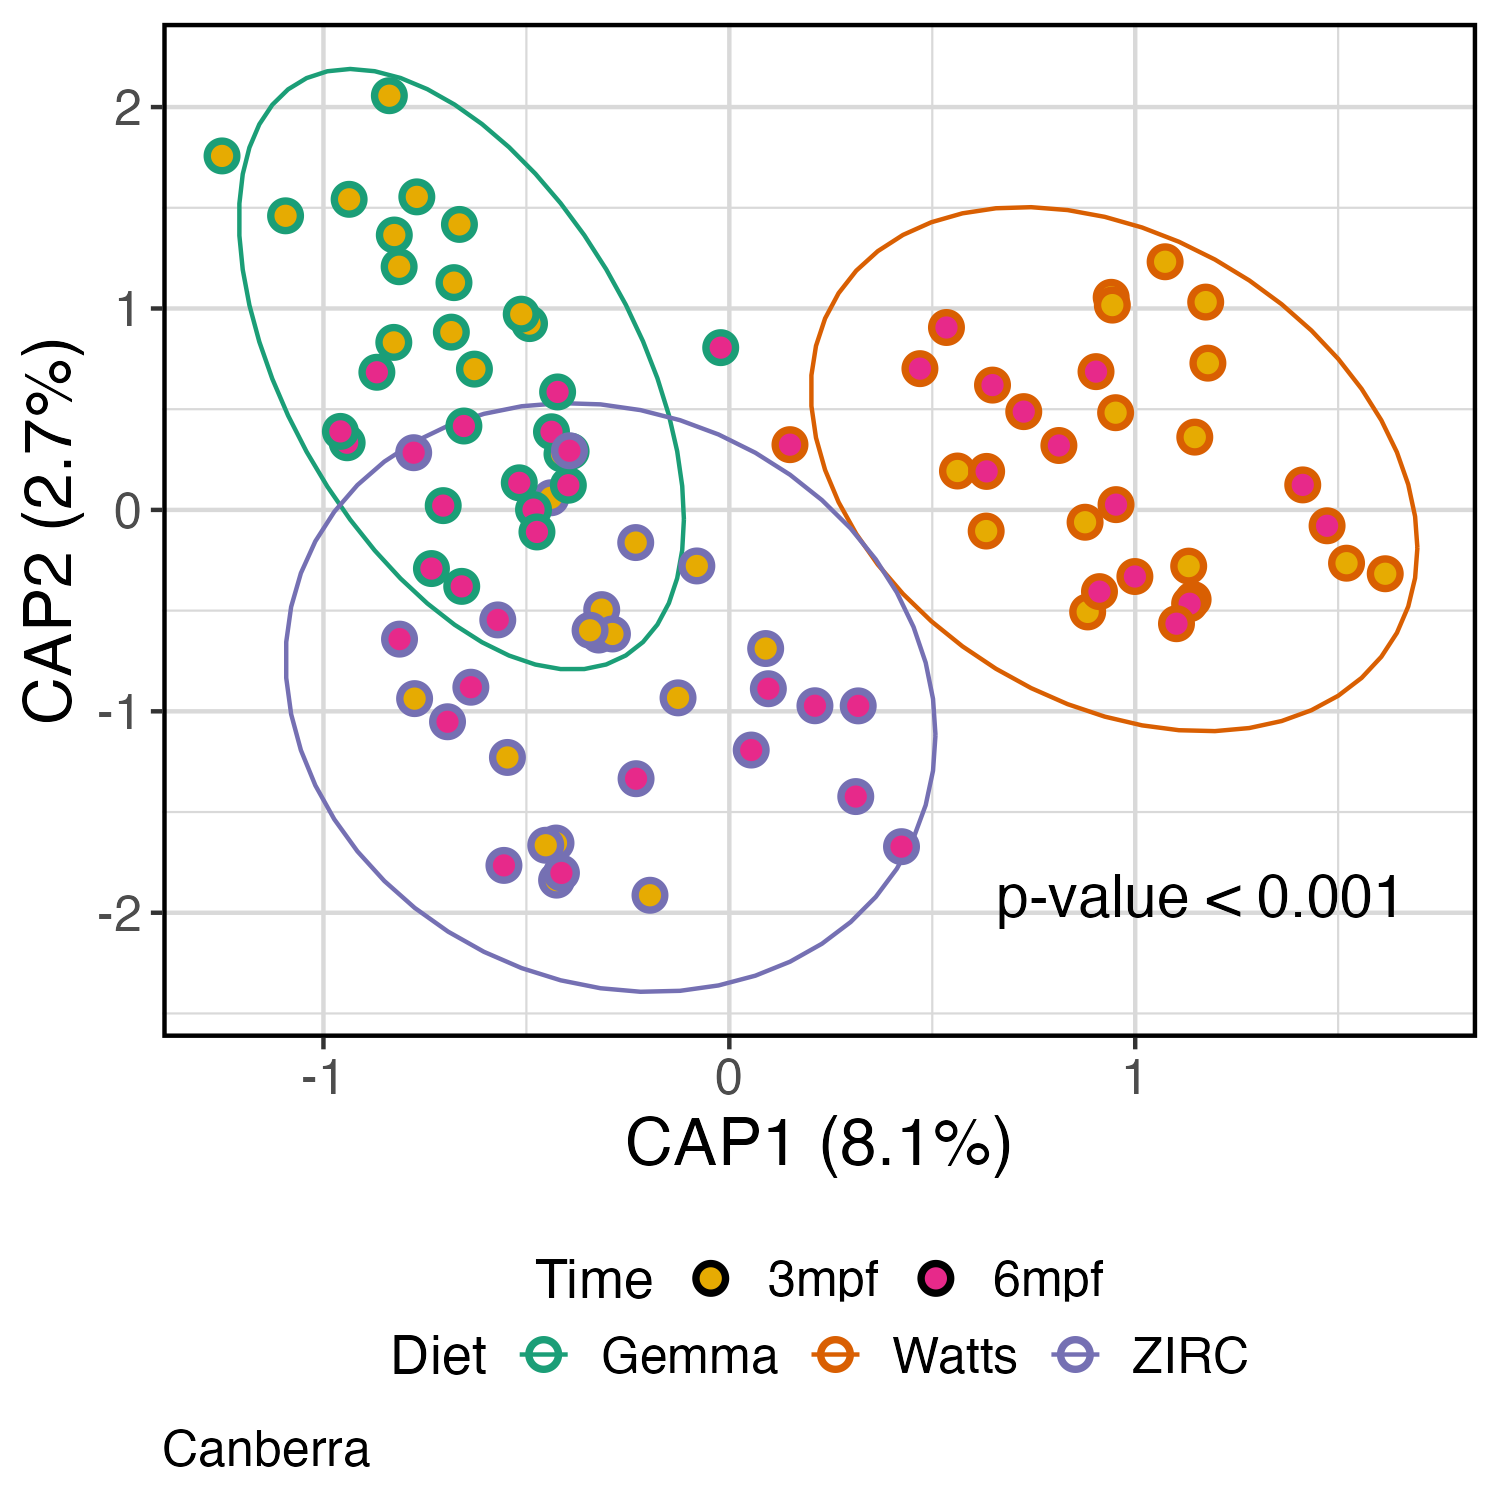 CAP2 (2.7%)
2
1
0
-1
-2
p-value < 0.001
-1 0 1
CAP1 (8.1%)
Time 3mpf 6mpf
Diet Gemma Watts ZIRC
Canberra